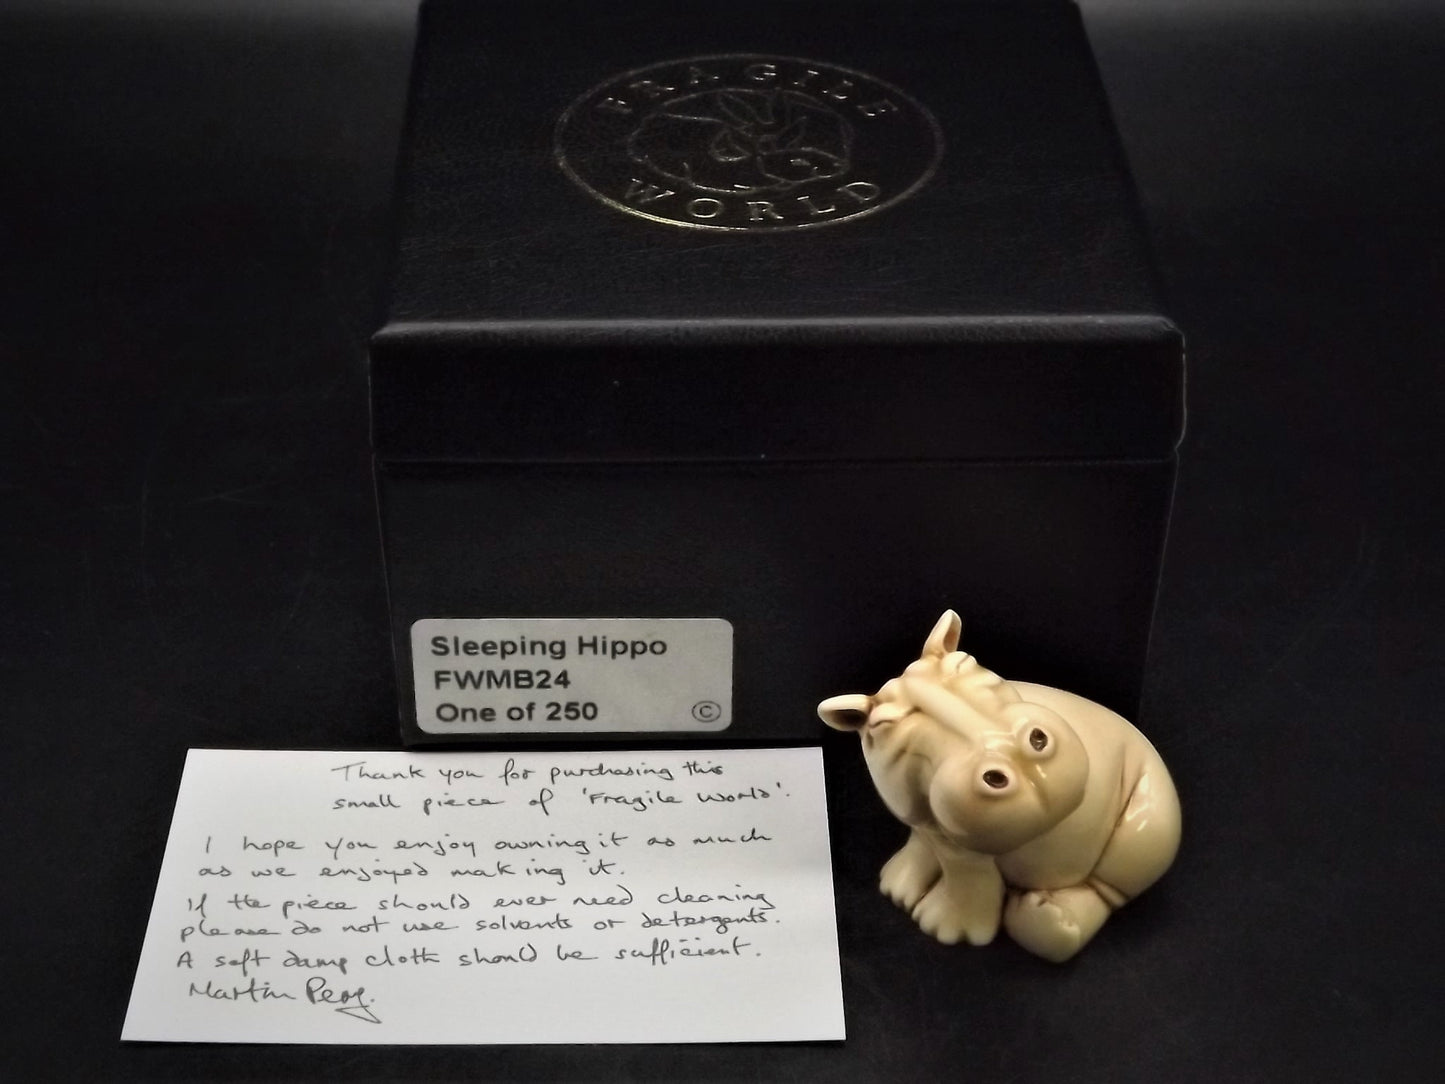 FRAGILE
WORLD
Sleeping Hippo
FWMB24
One of 250 ©
Thank you for purchasing this
small piece of 'Fragile World'.
I hope you enjoy owning it as much
as we enjoyed making it.
If the piece should ever need cleaning
please do not use solvents or detergents.
A soft damp cloth should be sufficient.
Martin Perry.